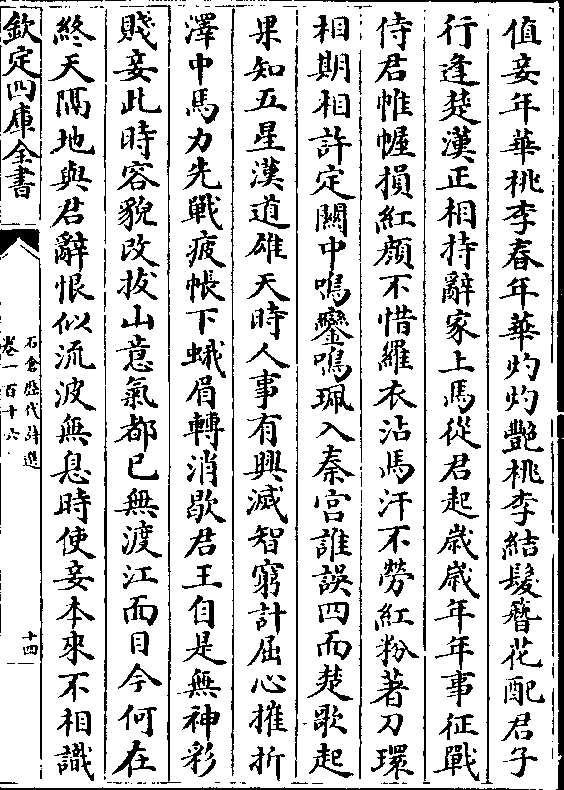 值妾年華桃李春年華灼灼艶桃李結髮簪花配君子
行逢楚漢正相持辭家上馬從君起歲歲年年事征戰
侍君帷幄損紅顔不惜羅衣沾馬汗不勞紅粉著刀環
相期相許定闗中鳴鑾鳴珮入秦宫誰誤四面楚歌起
果知五星漢道雄天時人事有興滅智窮計屈心摧折
澤中馬力先戰疲帳下蛾眉轉消歇君王自是無神彩
賤妾此時容貌改拔山意氣都已無渡江面目今何在
終天隔地與君辭恨似流波無息時使妾本來不相識
欽定四庫全書
石倉歴代詩選
卷一百十六
十四